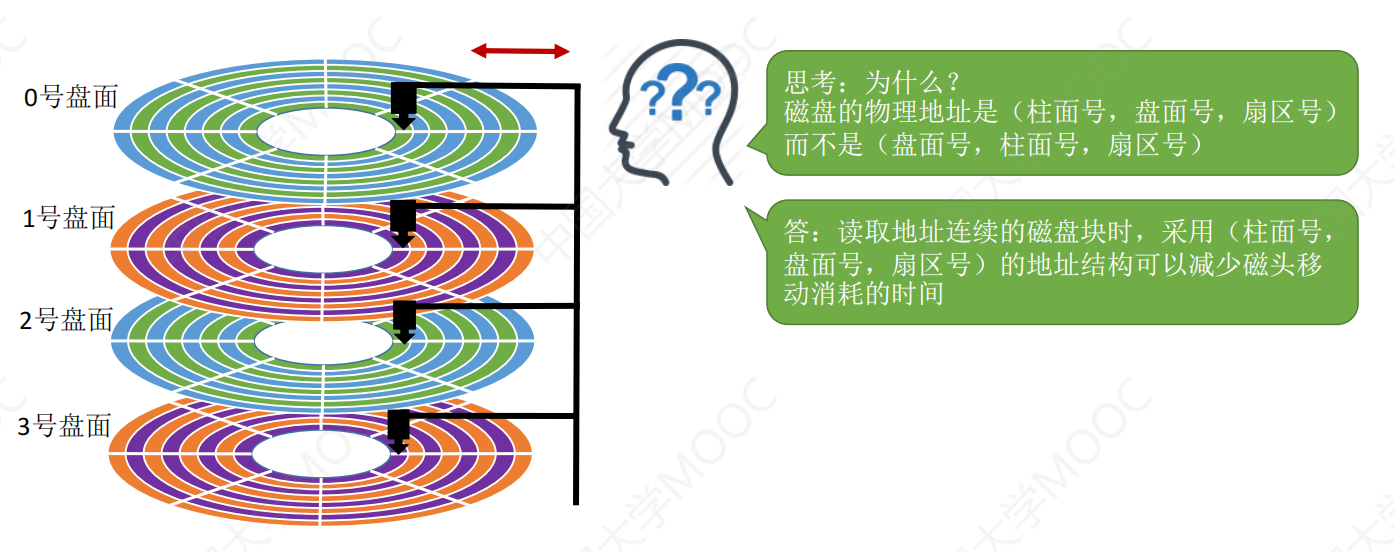 0号盘面
1号盘面
2号盘面
3号盘面
???
思考：为什么？
磁盘的物理地址是（柱面号，盘面号，扇区号）
而不是（盘面号，柱面号，扇区号）
答：读取地址连续的磁盘块时，采用（柱面号，
盘面号，扇区号）的地址结构可以减少磁头移
动消耗的时间
中国大学MOOC